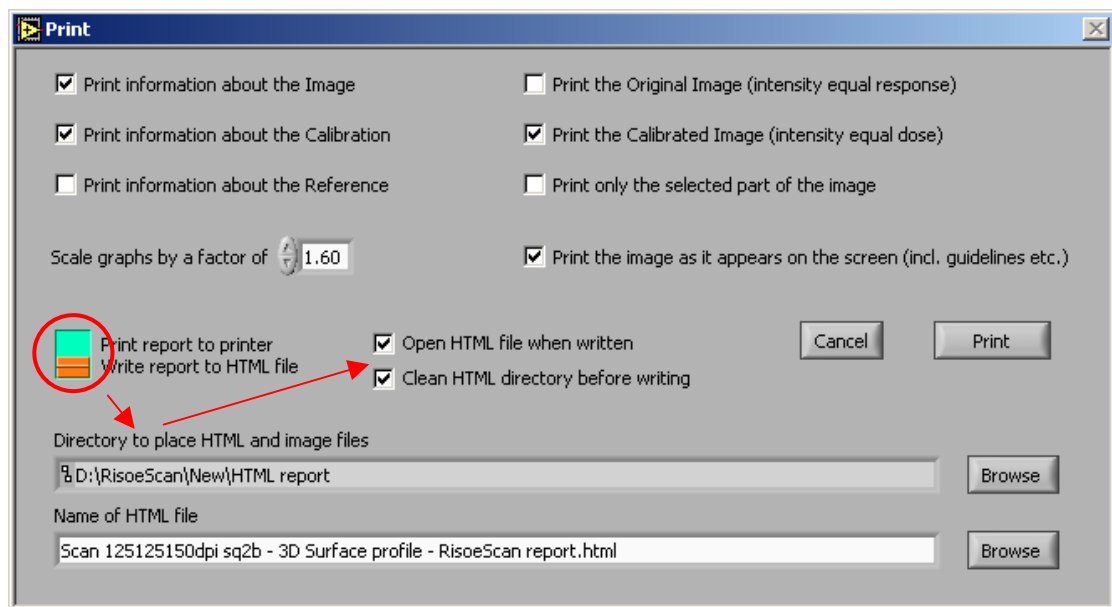 Print
Print information about the Image
Print the Original Image (intensity equal response)
Print information about the Calibration
Print the Calibrated Image (intensity equal dose)
Print information about the Reference
Print only the selected part of the image
Scale graphs by a factor of 1.60
Print the image as it appears on the screen (incl. guidelines etc.)
Print report to printer
Write report to HTML file
Open HTML file when written
Clean HTML directory before writing
Cancel
Print
Directory to place HTML and image files
D:\RisoeScan\New\HTML report
Browse
Name of HTML file
Scan 125125150dpi sq2b - 3D Surface profile - RisoeScan report.html
Browse